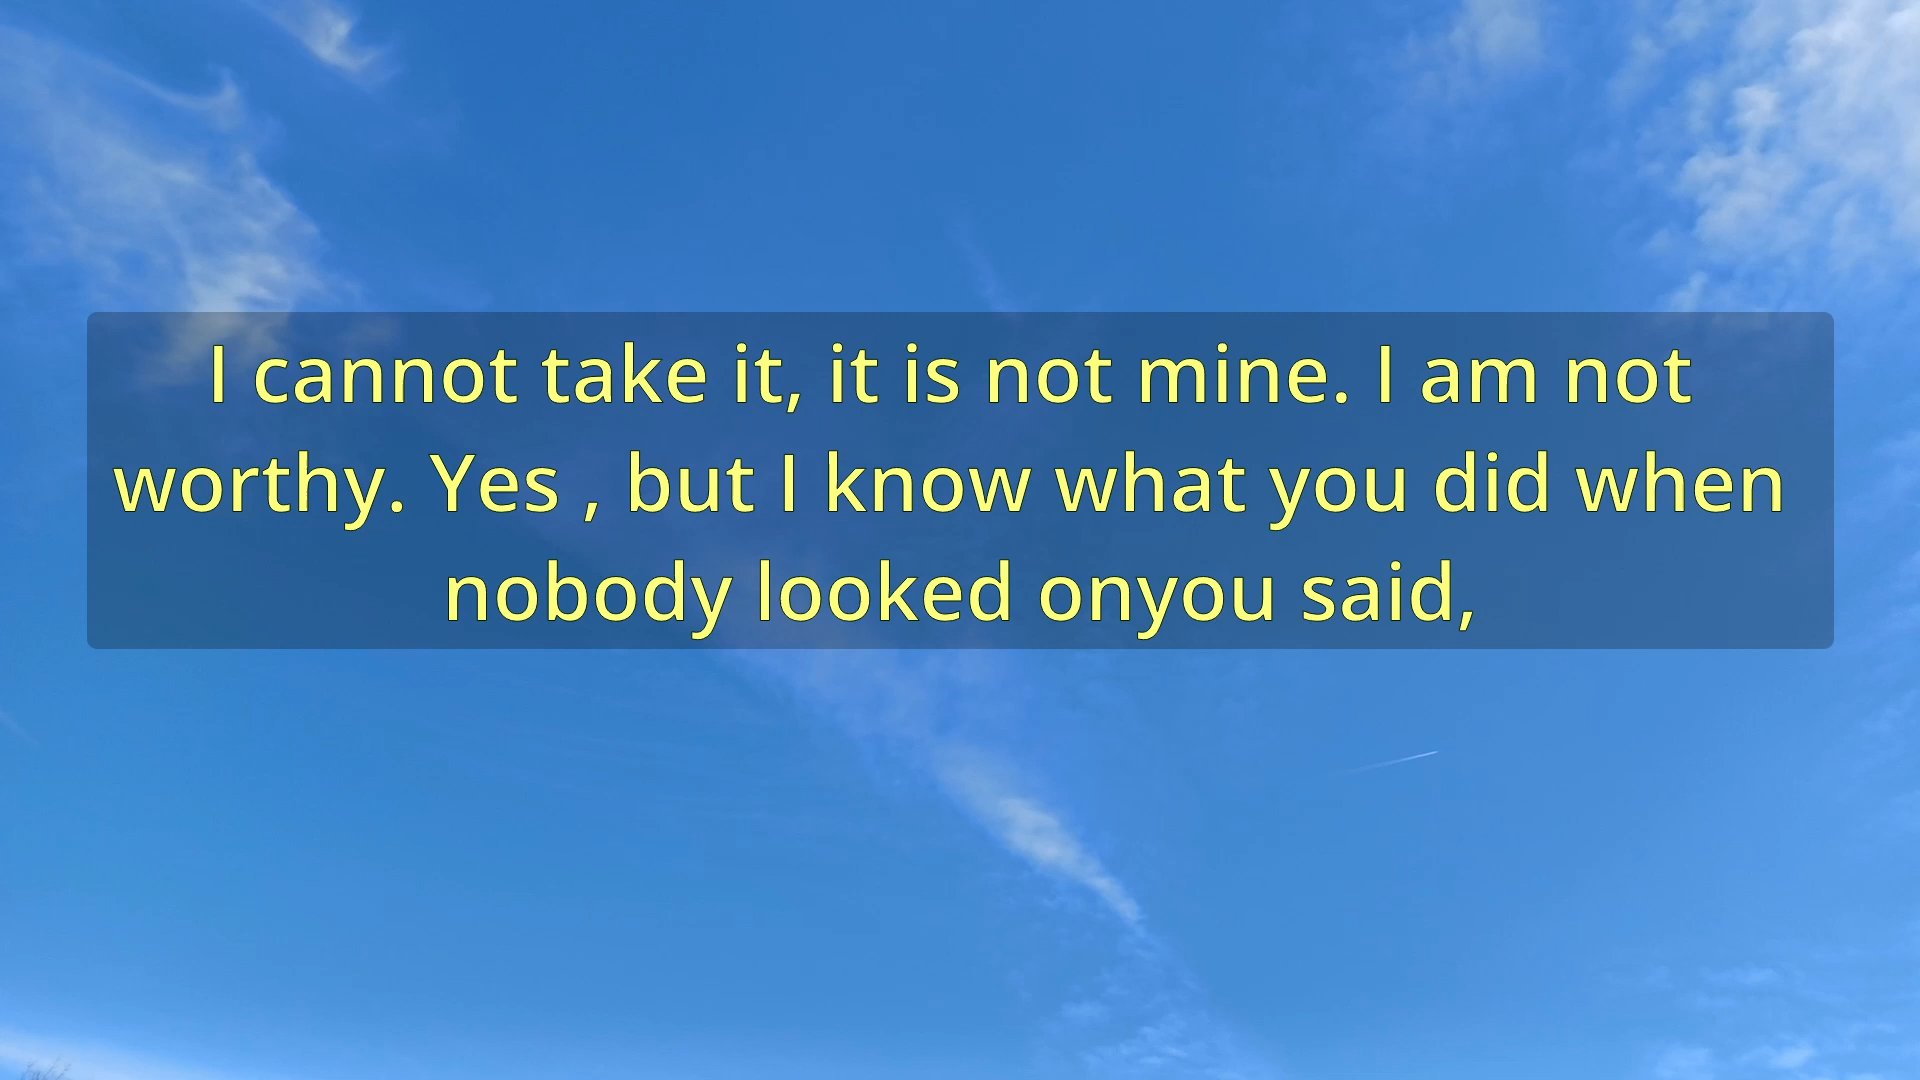 I cannot take it, it is not mine. I am not
worthy. Yes , but I know what you did when
nobody looked onyou said,